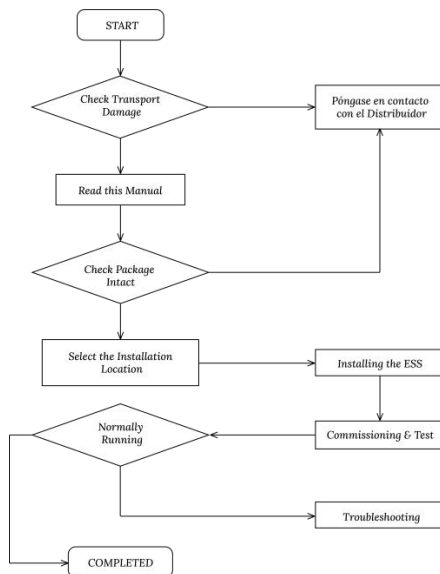 START
Check Transport
Damage
Póngase en contacto
con el Distribuidor
Read this Manual
Check Package
Intact
Select the Installation
Location
Installing the ESS
Normally
Running
Commissioning & Test
Troubleshooting
COMPLETED